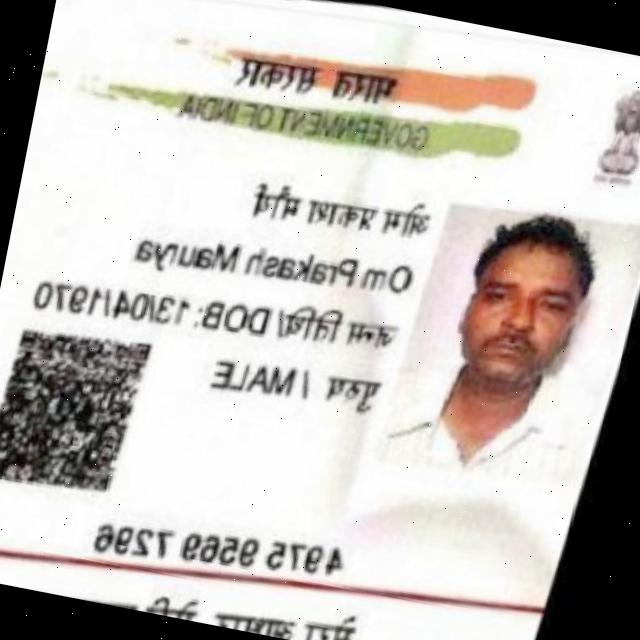 भारत सरकार
GOVERNMENT OF INDIA
ओम प्रकाश मौर्य
Om Prakash Maurya
जन्म तिथि/ DOB: 13/04/1970
पुरुष / MALE
4975 9569 7296
मेरा आधार, मेरी